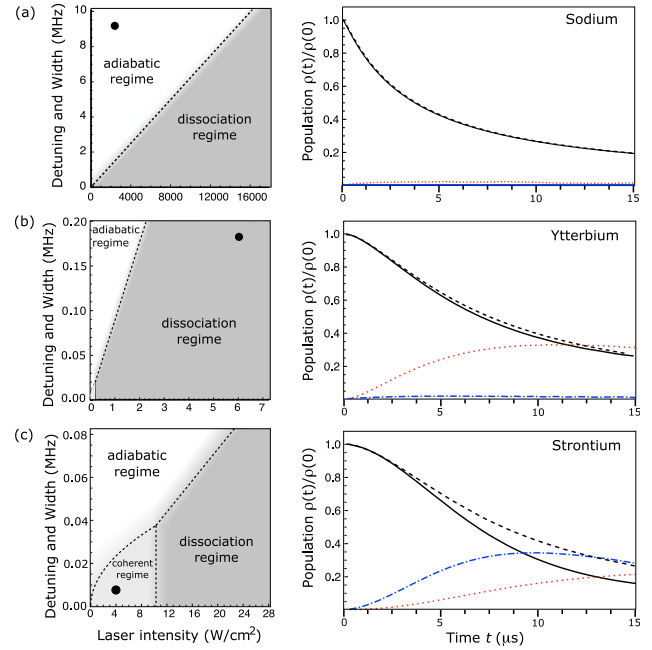 (a)
Detuning and Width (MHz)
10
8
6
4
2
0
adiabatic
regime
dissociation
regime
0 4000 8000 12000 16000
Sodium
Population ρ(t)/ρ(0)
1.0
0.8
0.6
0.4
0.2
0 5 10 15
(b)
Detuning and Width (MHz)
0.20
0.15
0.10
0.05
0.00
adiabatic
regime
dissociation
regime
0 1 2 3 4 5 6 7
Ytterbium
Population ρ(t)/ρ(0)
1.0
0.8
0.6
0.4
0.2
0 5 10 15
(c)
Detuning and Width (MHz)
0.08
0.06
0.04
0.02
0.00
adiabatic
regime
coherent
regime
dissociation
regime
0 4 8 12 16 20 24 28
Laser intensity (W/cm²)
Strontium
Population ρ(t)/ρ(0)
1.0
0.8
0.6
0.4
0.2
0 5 10 15
Time t (μs)